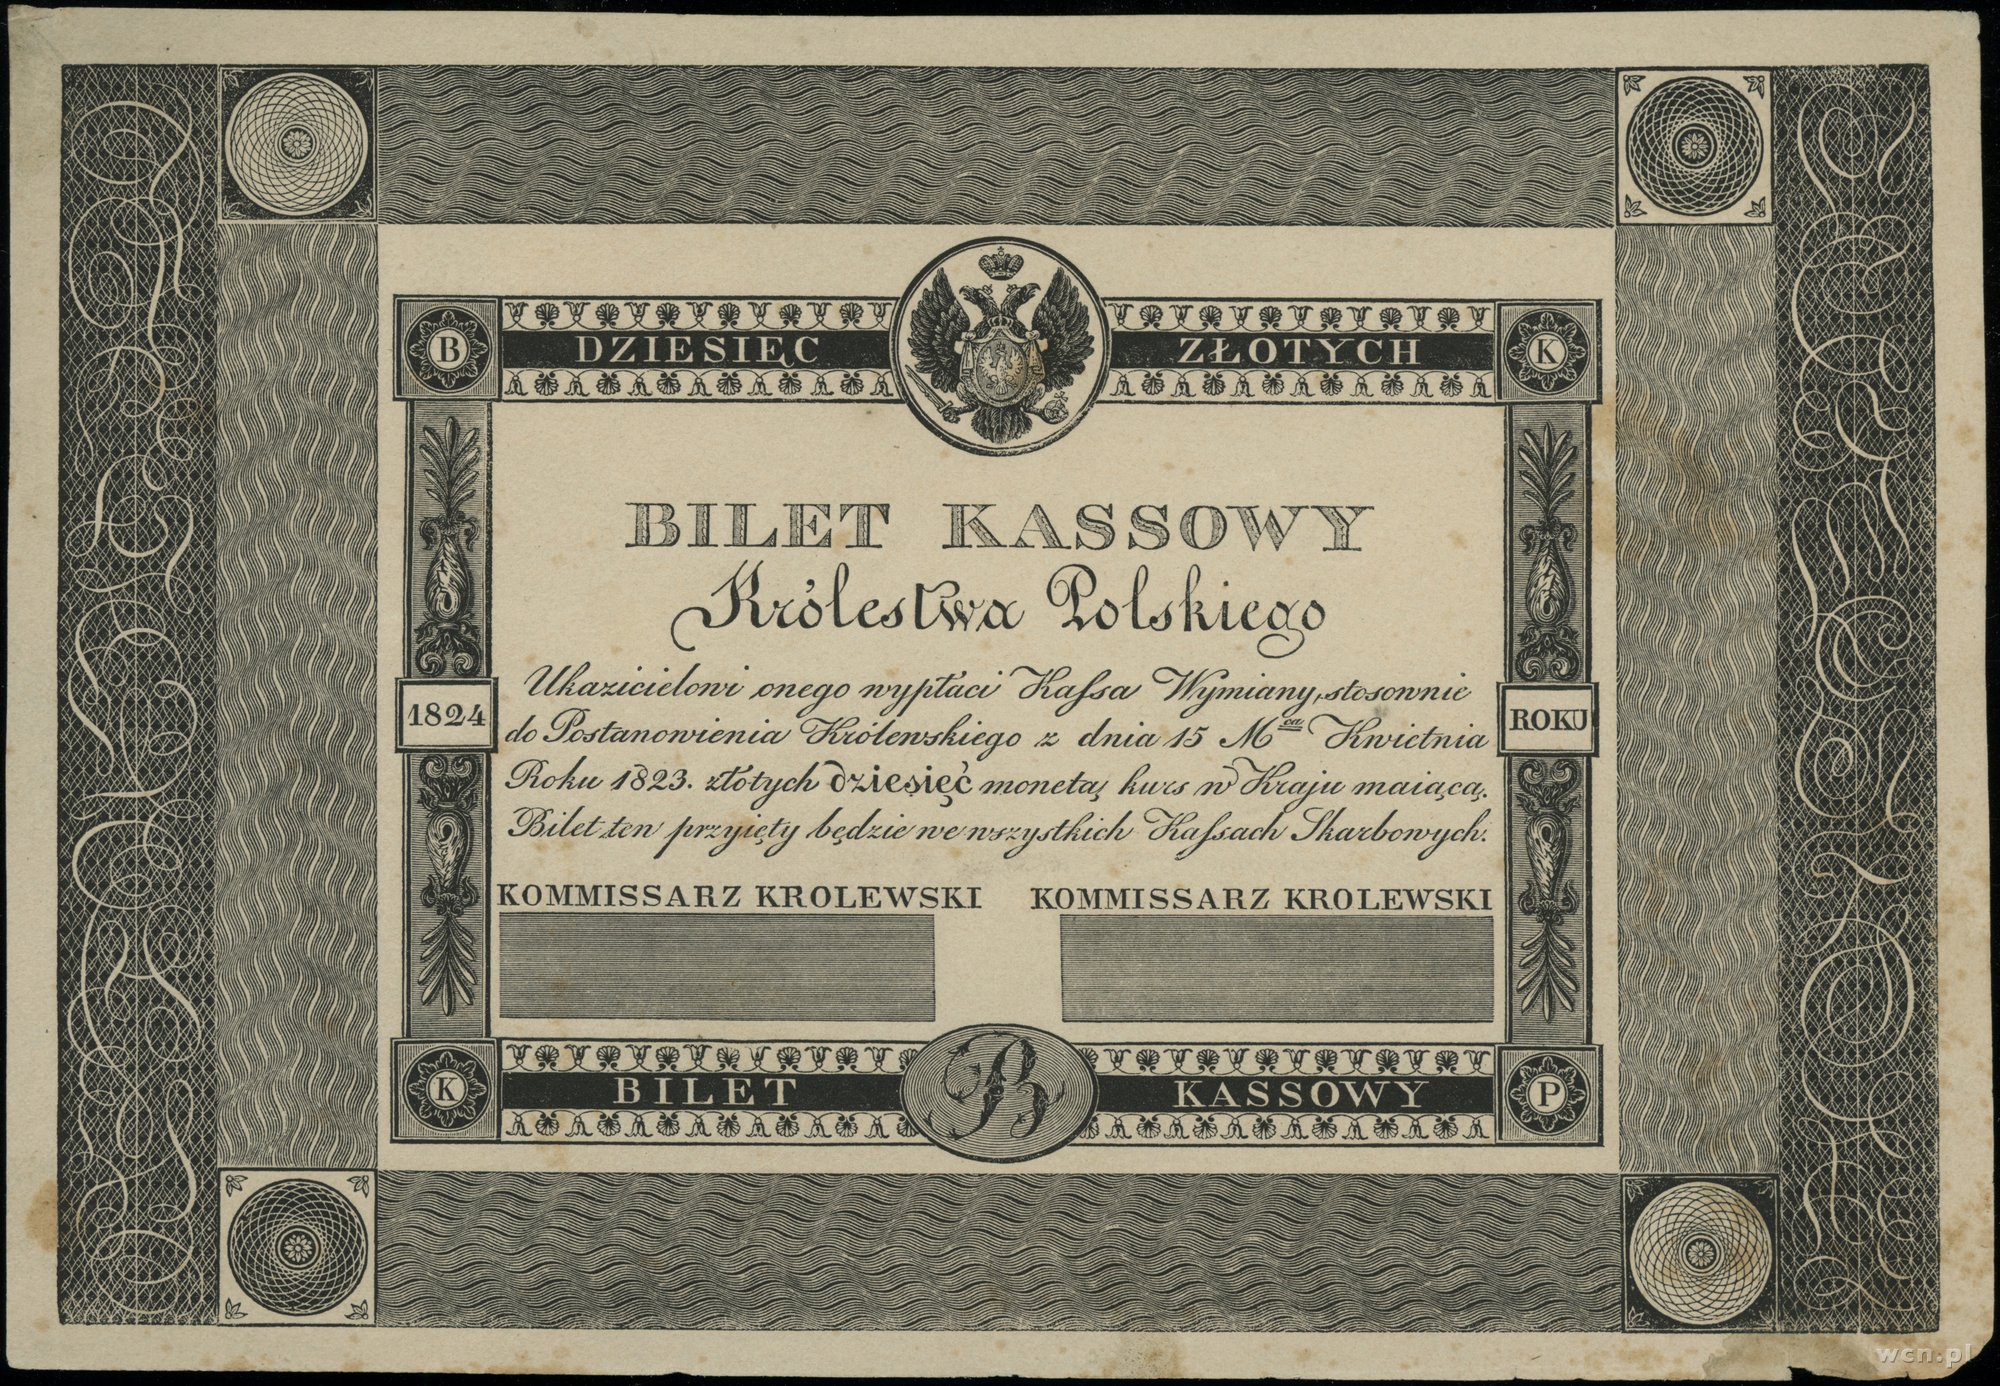 B DZIESIĘC ZŁOTYCH K
BILET KASSOWY
Królestwa Polskiego
Ukazicielowi onego wypłaci Kaſsa Wymiany, stosownie
do Postanowienia Królewskiego z dnia 15 Mca Kwietnia
Roku 1823. złotych dziesięć monetą kurs w Kraju maiącą.
Bilet ten przyięty będzie we wszystkich Kaſsach Skarbowych.
1824 ROKU
KOMMISSARZ KROLEWSKI KOMMISSARZ KROLEWSKI
K BILET B KASSOWY P
wcn.pl